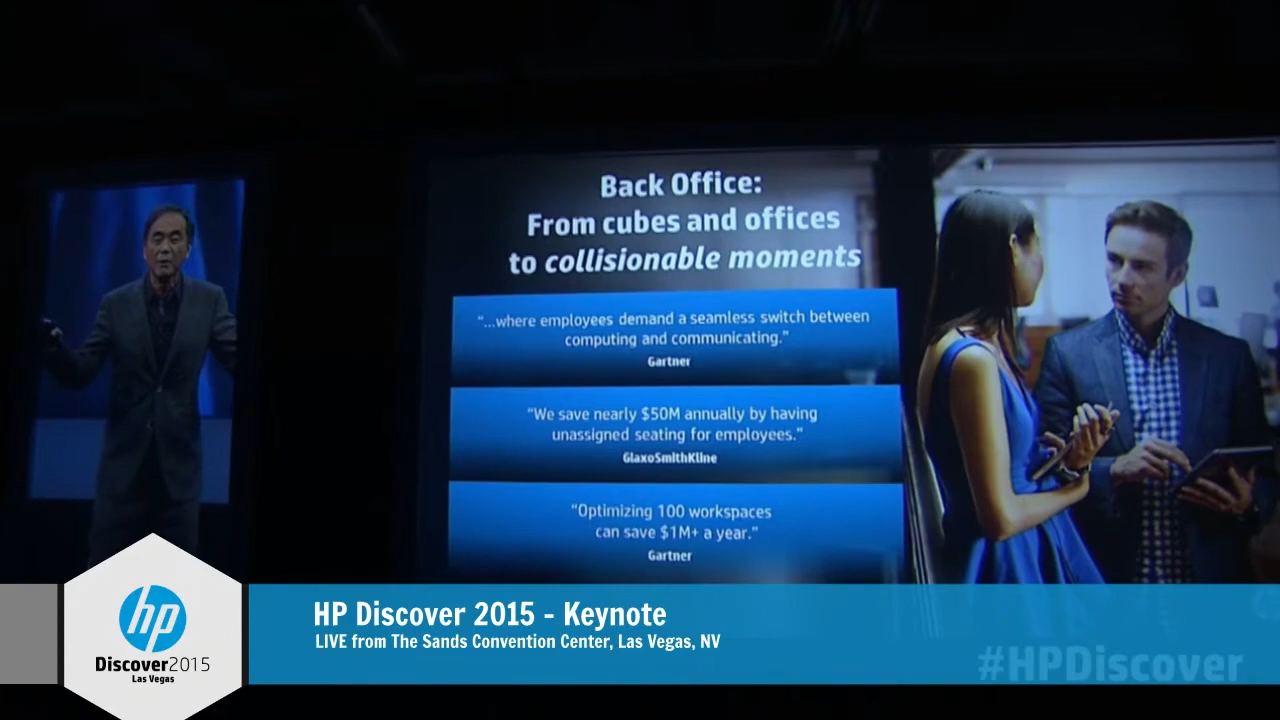 Back Office:
From cubes and offices
to collisionable moments
“...where employees demand a seamless switch between
computing and communicating.”
Gartner
“We save nearly $50M annually by having
unassigned seating for employees.”
GlaxoSmithKline
“Optimizing 100 workspaces
can save $1M+ a year.”
Gartner
hp
Discover2015
Las Vegas
HP Discover 2015 - Keynote
LIVE from The Sands Convention Center, Las Vegas, NV
#HPDiscover